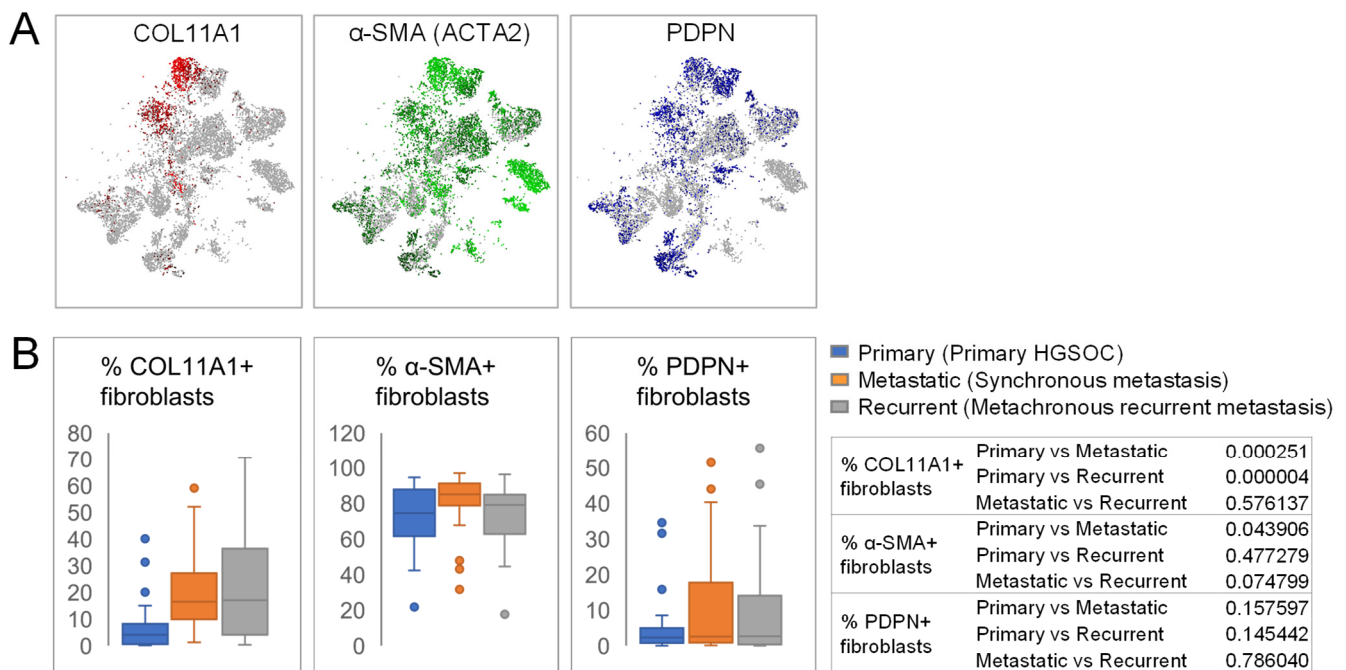 A
COL11A1
α-SMA (ACTA2)
PDPN
B
% COL11A1+
fibroblasts
80
70
60
50
40
30
20
10
0
% α-SMA+
fibroblasts
120
100
80
60
40
20
0
% PDPN+
fibroblasts
60
50
40
30
20
10
0
Primary (Primary HGSOC)
Metastatic (Synchronous metastasis)
Recurrent (Metachronous recurrent metastasis)
% COL11A1+
fibroblasts
Primary vs Metastatic 0.000251
Primary vs Recurrent 0.000004
Metastatic vs Recurrent 0.576137
% α-SMA+
fibroblasts
Primary vs Metastatic 0.043906
Primary vs Recurrent 0.477279
Metastatic vs Recurrent 0.074799
% PDPN+
fibroblasts
Primary vs Metastatic 0.157597
Primary vs Recurrent 0.145442
Metastatic vs Recurrent 0.786040